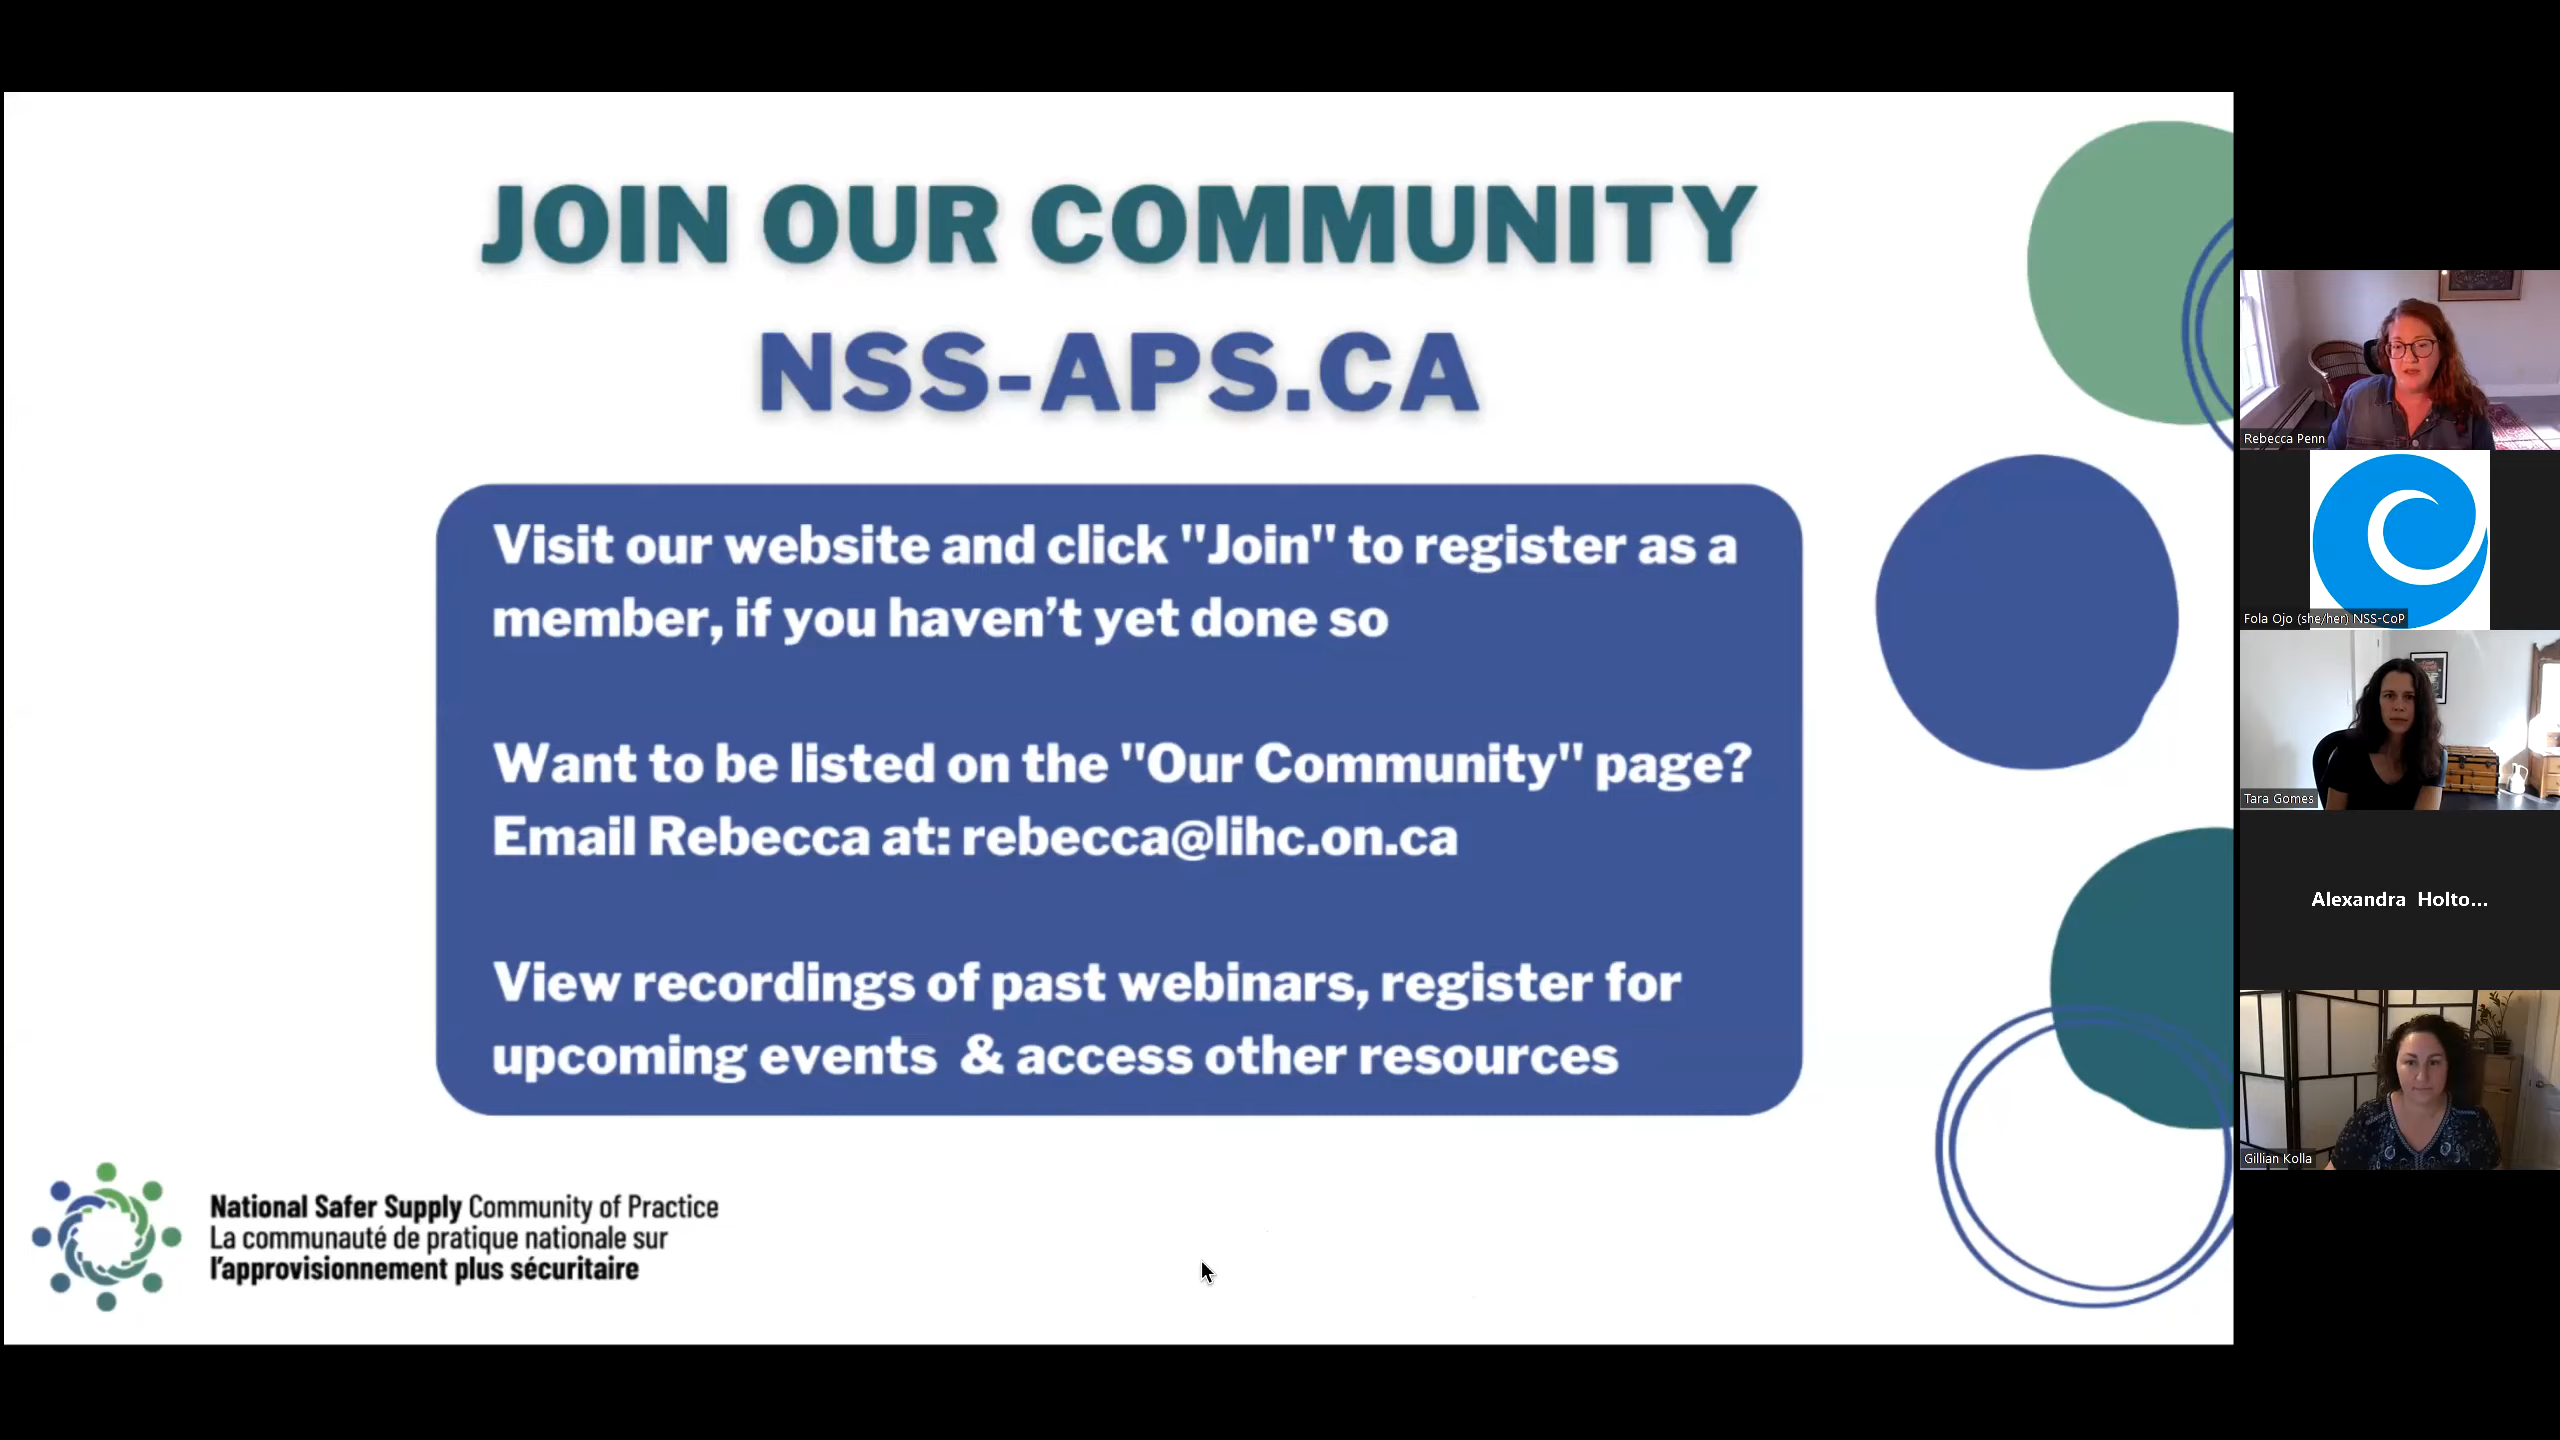 JOIN OUR COMMUNITY
NSS-APS.CA
Visit our website and click "Join" to register as a
member, if you haven’t yet done so
Want to be listed on the "Our Community" page?
Email Rebecca at: rebecca@lihc.on.ca
View recordings of past webinars, register for
upcoming events & access other resources
National Safer Supply Community of Practice
La communauté de pratique nationale sur
l’approvisionnement plus sécuritaire
Rebecca Penn
Fola Ojo (she/her) NSS-CoP
Tara Gomes
Alexandra Holto...
Gillian Kolla